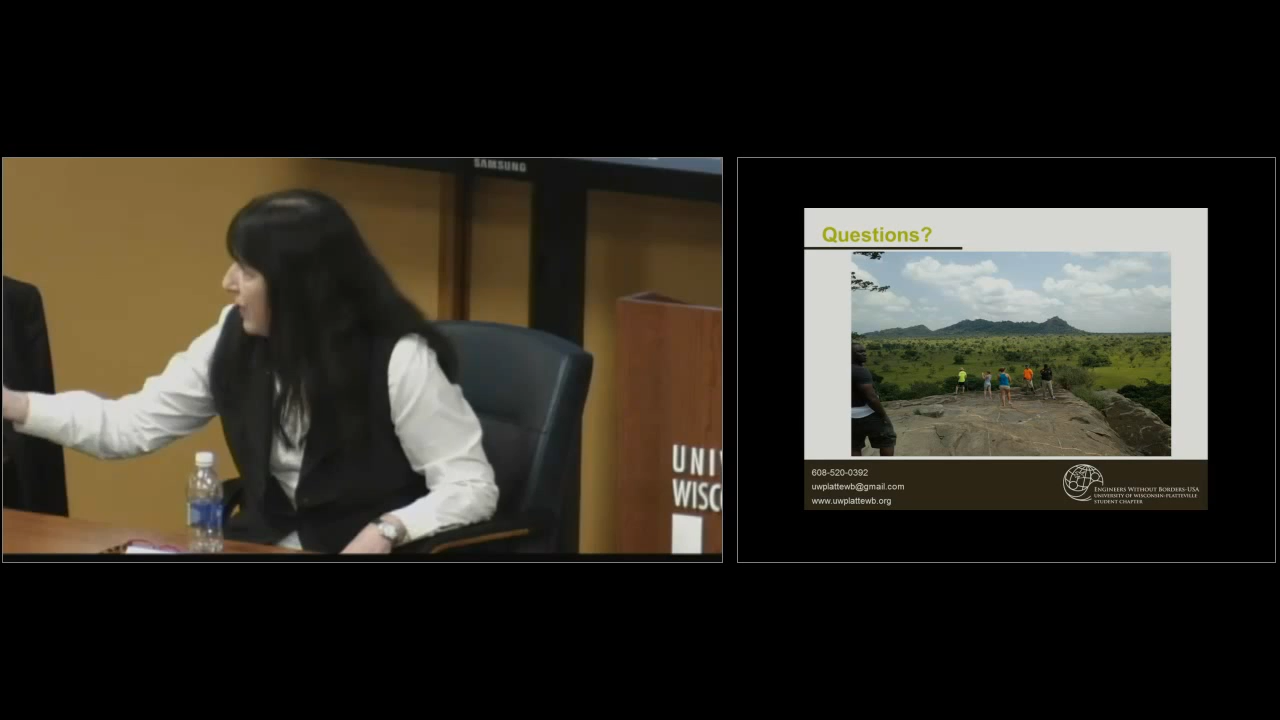 SAMSUNG
UNI
WISC
Questions?
608-520-0392
uwplattewb@gmail.com
www.uwplattewb.org
ENGINEERS WITHOUT BORDERS-USA
UNIVERSITY OF WISCONSIN-PLATTEVILLE
STUDENT CHAPTER